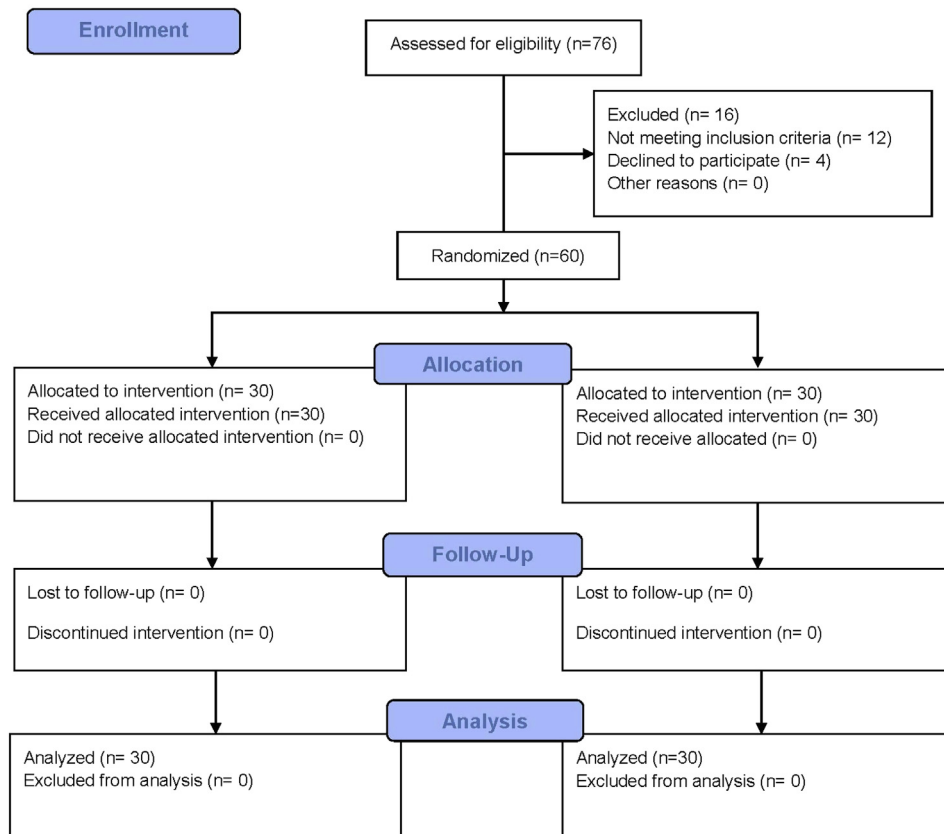 Enrollment
Assessed for eligibility (n=76)
Excluded (n= 16)
Not meeting inclusion criteria (n= 12)
Declined to participate (n= 4)
Other reasons (n= 0)
Randomized (n=60)
Allocation
Allocated to intervention (n= 30)
Received allocated intervention (n=30)
Did not receive allocated intervention (n= 0)
Allocated to intervention (n= 30)
Received allocated intervention (n= 30)
Did not receive allocated (n= 0)
Follow-Up
Lost to follow-up (n= 0)
Discontinued intervention (n= 0)
Lost to follow-up (n= 0)
Discontinued intervention (n= 0)
Analysis
Analyzed (n= 30)
Excluded from analysis (n= 0)
Analyzed (n=30)
Excluded from analysis (n= 0)